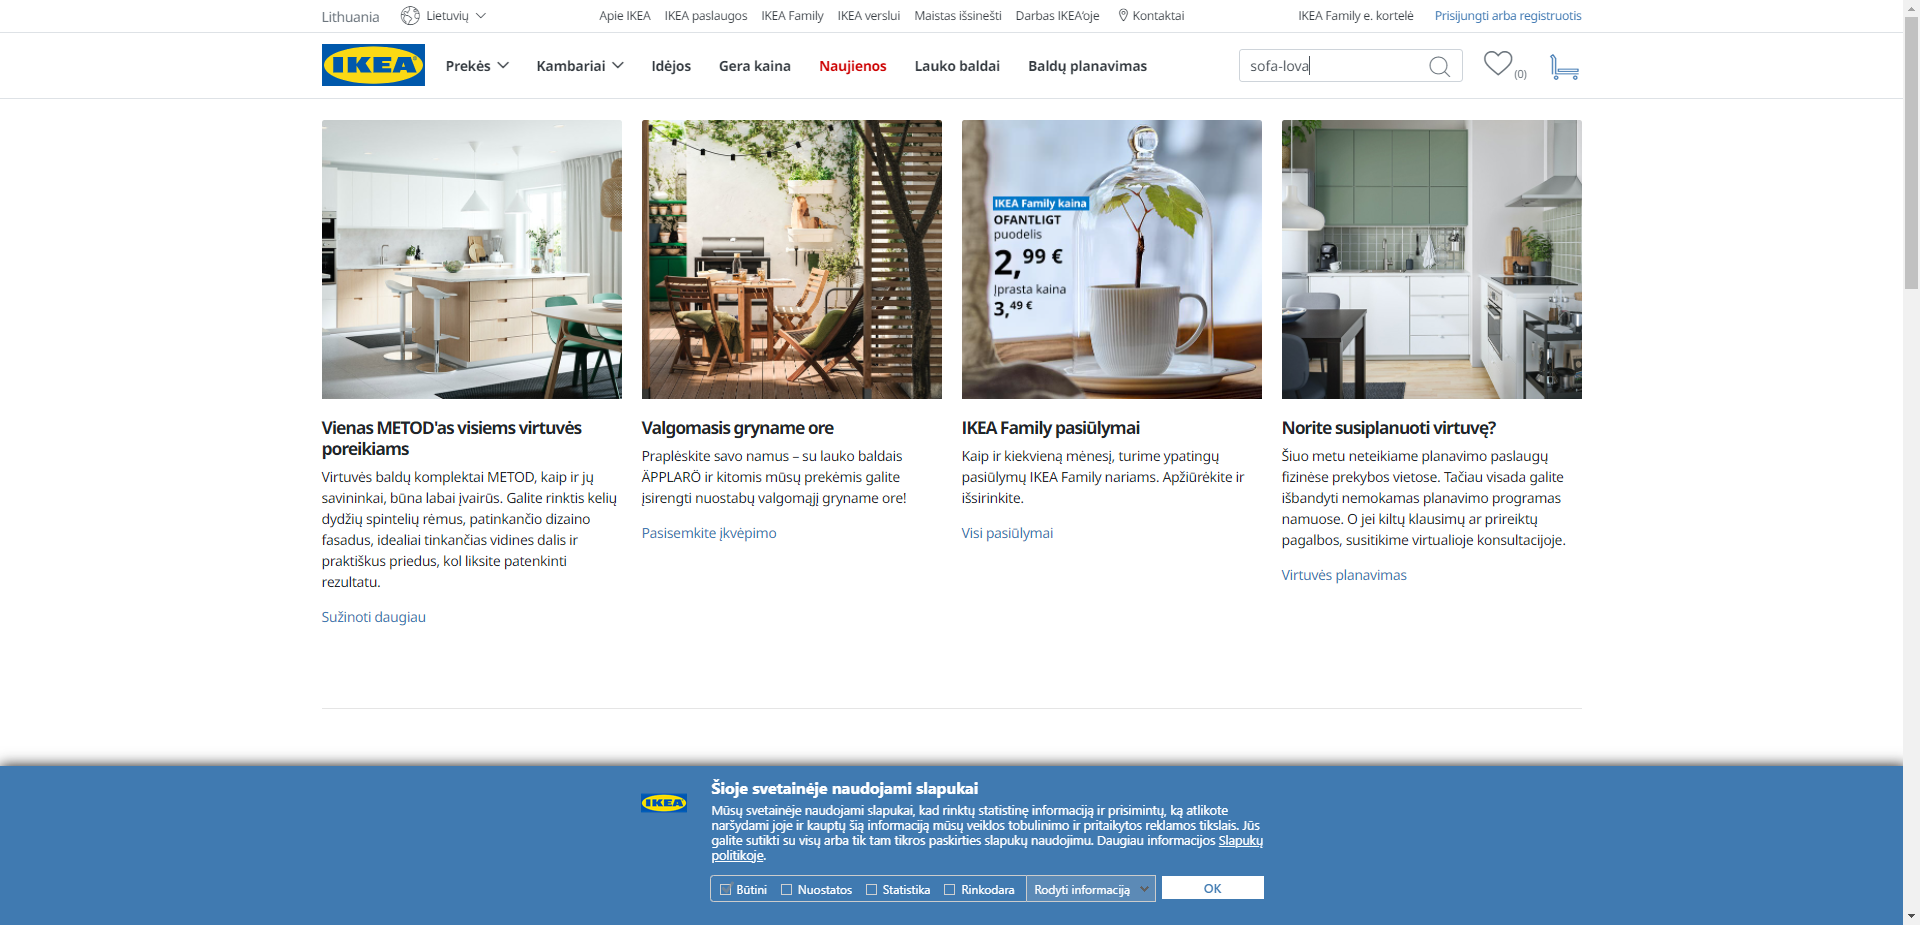 Lithuania
Lietuvių
Apie IKEA
IKEA paslaugos
IKEA Family
IKEA verslui
Maistas išsinešti
Darbas IKEA'oje
Kontaktai
IKEA Family e. kortelė
Prisijungti arba registruotis
IKEA
Prekės
Kambariai
Idėjos
Gera kaina
Naujienos
Lauko baldai
Baldų planavimas
sofa-lova
(0)
IKEA Family kaina
OFANTLIGT
puodelis
2,99 €
Įprasta kaina
3,49 €
Vienas METOD'as visiems virtuvės
poreikiams
Virtuvės baldų komplektai METOD, kaip ir jų
savininkai, būna labai įvairūs. Galite rinktis kelių
dydžių spintelių rėmus, patinkančio dizaino
fasadus, idealiai tinkančias vidines dalis ir
praktiškus priedus, kol liksite patenkinti
rezultatu.
Sužinoti daugiau
Valgomasis gryname ore
Praplėskite savo namus – su lauko baldais
ÄPPLARÖ ir kitomis mūsų prekėmis galite
įsirengti nuostabų valgomąjį gryname ore!
Pasisemkite įkvėpimo
IKEA Family pasiūlymai
Kaip ir kiekvieną mėnesį, turime ypatingų
pasiūlymų IKEA Family nariams. Apžiūrėkite ir
išsirinkite.
Visi pasiūlymai
Norite susiplanuoti virtuvę?
Šiuo metu neteikiame planavimo paslaugų
fizinėse prekybos vietose. Tačiau visada galite
išbandyti nemokamas planavimo programas
namuose. O jei kiltų klausimų ar prireiktų
pagalbos, susitikime virtualioje konsultacijoje.
Virtuvės planavimas
IKEA
Šioje svetainėje naudojami slapukai
Mūsų svetainėje naudojami slapukai, kad rinktų statistinę informaciją ir prisimintų, ką atlikote
naršydami joje ir kauptų šią informaciją mūsų veiklos tobulinimo ir pritaikytos reklamos tikslais. Jūs
galite sutikti su visų arba tik tam tikros paskirties slapukų naudojimu. Daugiau informacijos Slapukų
politikoje.
Būtini
Nuostatos
Statistika
Rinkodara
Rodyti informaciją
OK